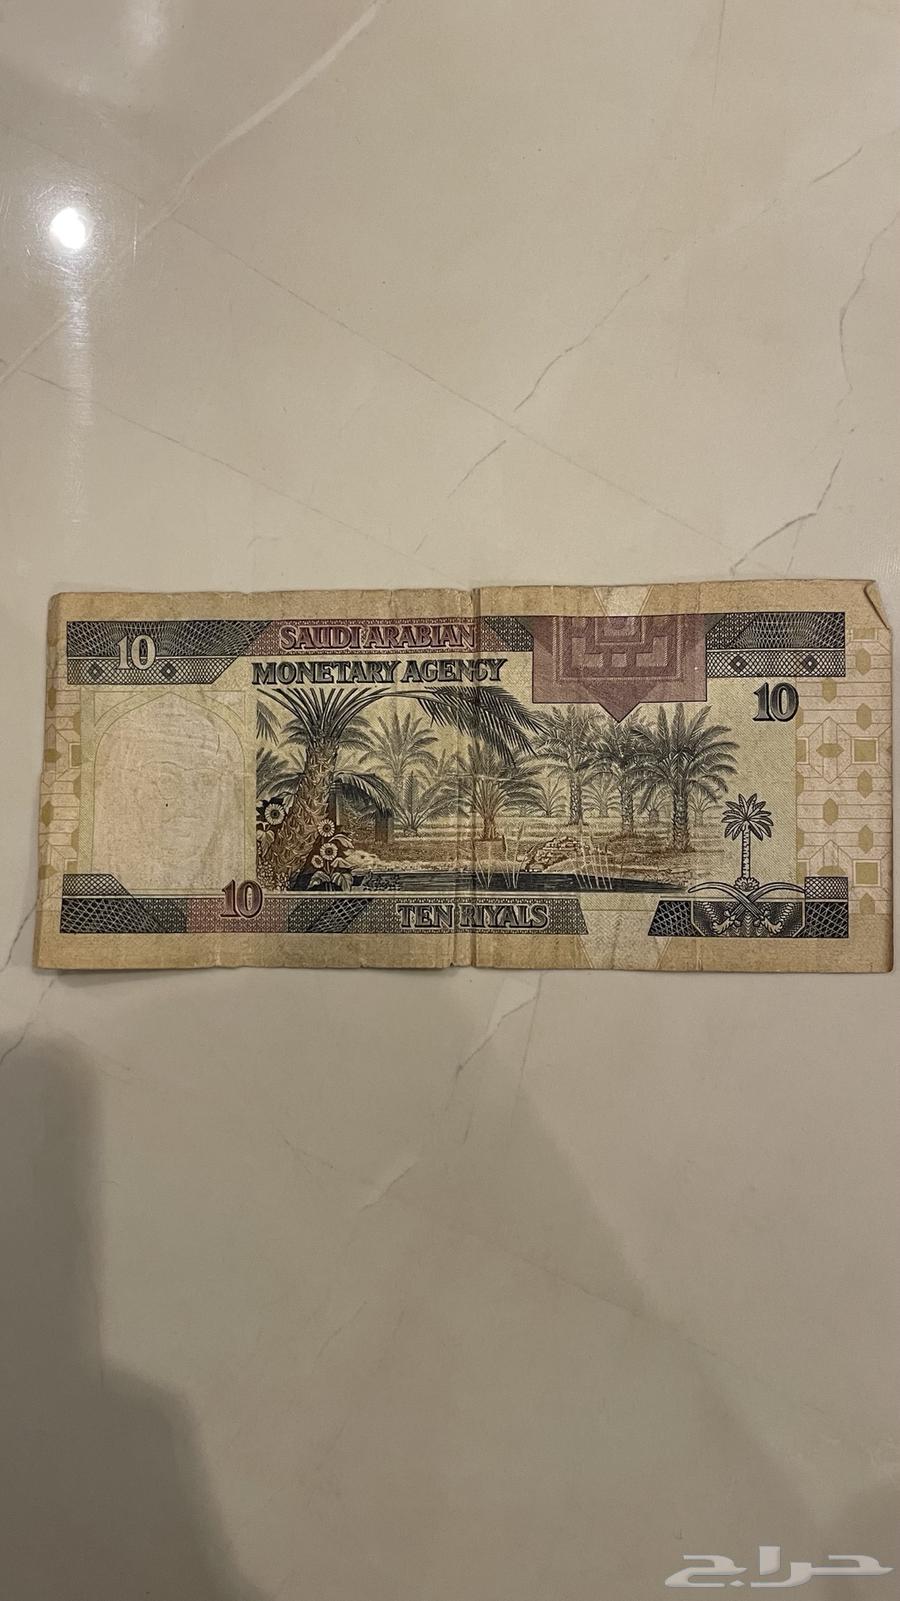 10
SAUDI ARABIAN
MONETARY AGENCY
10
10
TEN RIYALS
حراج